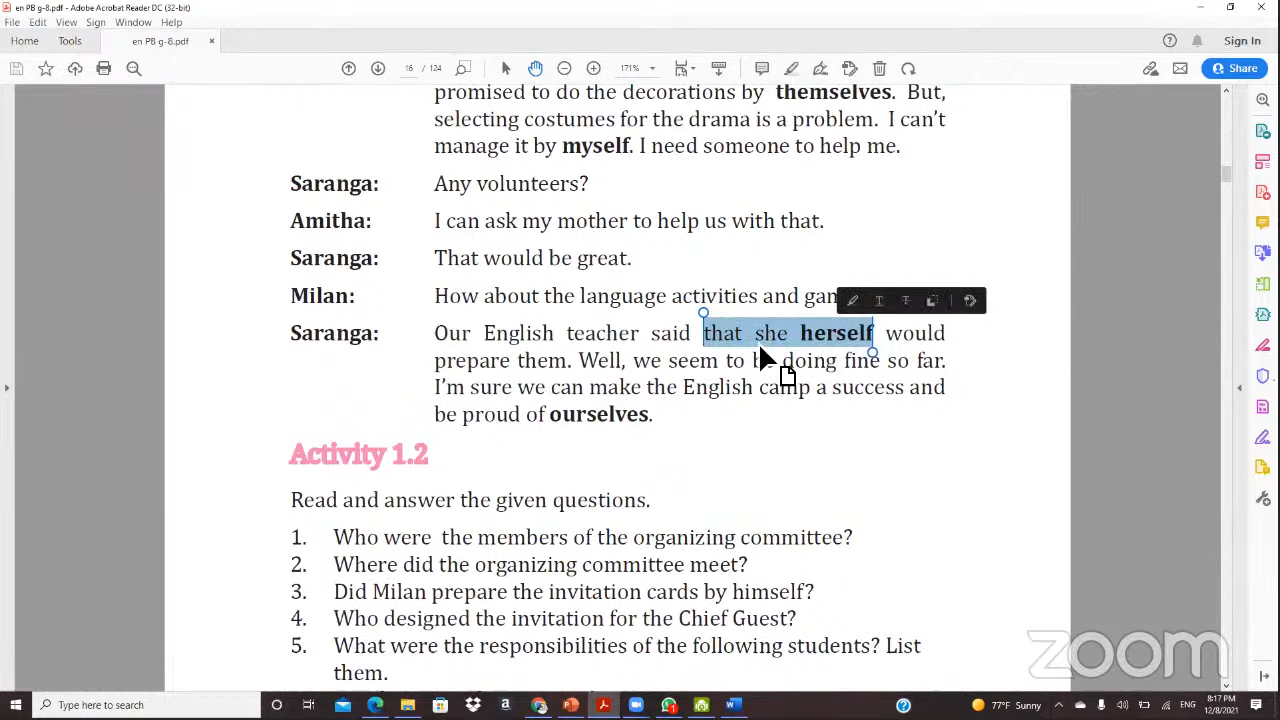 en PB g-8.pdf - Adobe Acrobat Reader DC (32-bit)
File Edit View Sign Window Help
Home Tools en PB g-8.pdf × Sign In
16 / 124 171% Share
promised to do the decorations by themselves. But,
selecting costumes for the drama is a problem. I can't
manage it by myself. I need someone to help me.
Saranga: Any volunteers?
Amitha: I can ask my mother to help us with that.
Saranga: That would be great.
Milan: How about the language activities and
Saranga: Our English teacher said that she herself would
prepare them. Well, we seem to be doing fine so far.
I'm sure we can make the English camp a success and
be proud of ourselves.
Activity 1.2
Read and answer the given questions.
1. Who were the members of the organizing committee?
2. Where did the organizing committee meet?
3. Did Milan prepare the invitation cards by himself?
4. Who designed the invitation for the Chief Guest?
5. What were the responsibilities of the following students? List
them.
zoom
Type here to search
77°F Sunny
8:17 PM
12/8/2021